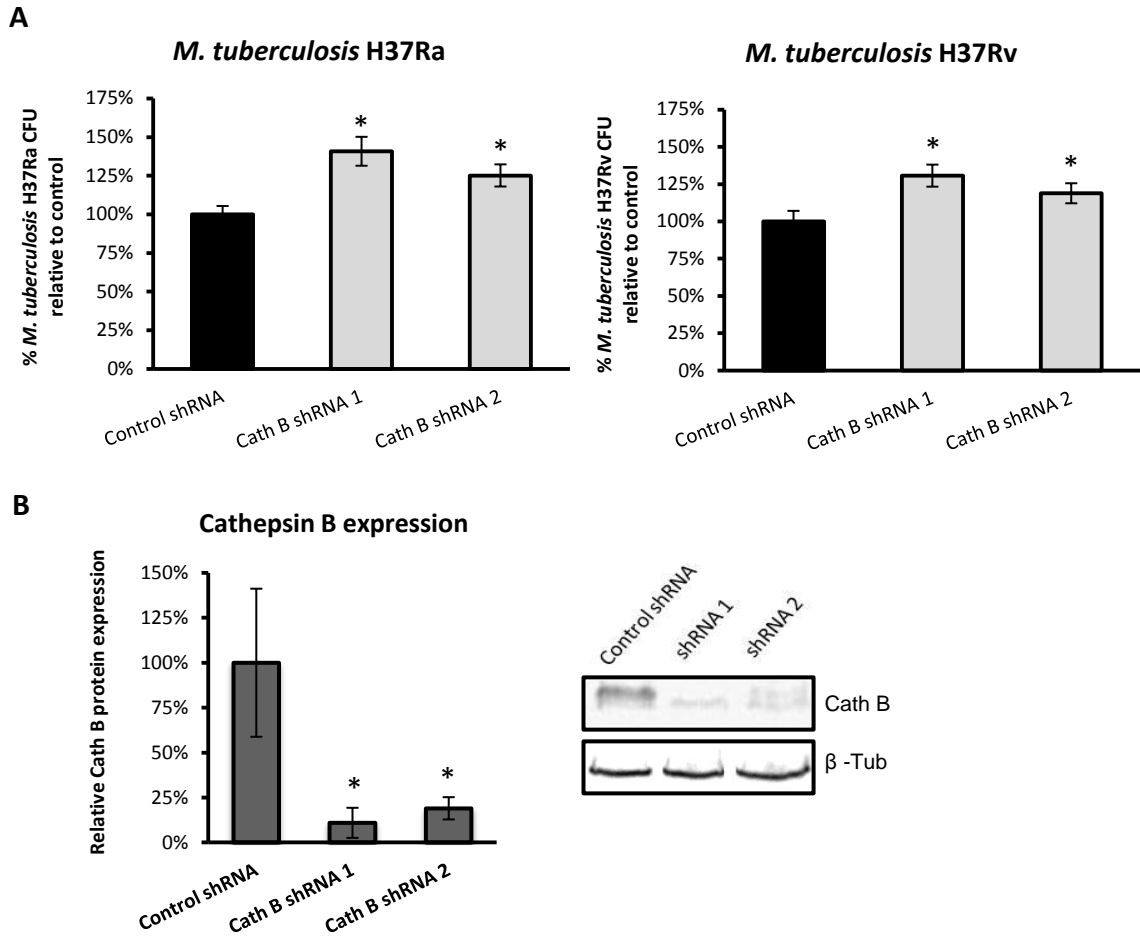 A
M. tuberculosis H37Ra
% M. tuberculosis H37Ra CFU
relative to control
175%
150%
125%
100%
75%
50%
25%
0%
*
*
Control shRNA
Cath B shRNA 1
Cath B shRNA 2
M. tuberculosis H37Rv
% M. tuberculosis H37Rv CFU
relative to control
175%
150%
125%
100%
75%
50%
25%
0%
*
*
Control shRNA
Cath B shRNA 1
Cath B shRNA 2
B
Cathepsin B expression
Relative Cath B protein expression
150%
125%
100%
75%
50%
25%
0%
*
*
Control shRNA
Cath B shRNA 1
Cath B shRNA 2
Control shRNA
shRNA 1
shRNA 2
Cath B
β -Tub